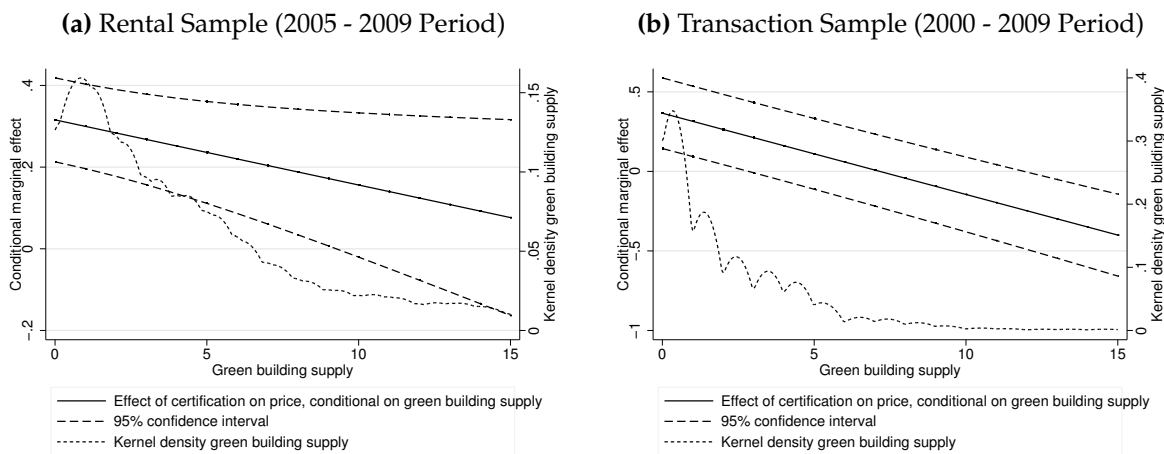 (a) Rental Sample (2005 - 2009 Period)
Conditional marginal effect
.4
.2
0
-.2
0
5
10
15
Green building supply
.15
.1
.05
0
Kernel density green building supply
Effect of certification on price, conditional on green building supply
95% confidence interval
Kernel density green building supply
(b) Transaction Sample (2000 - 2009 Period)
Conditional marginal effect
.5
0
-.5
-1
0
5
10
15
Green building supply
.4
.3
.2
.1
0
Kernel density green building supply
Effect of certification on price, conditional on green building supply
95% confidence interval
Kernel density green building supply